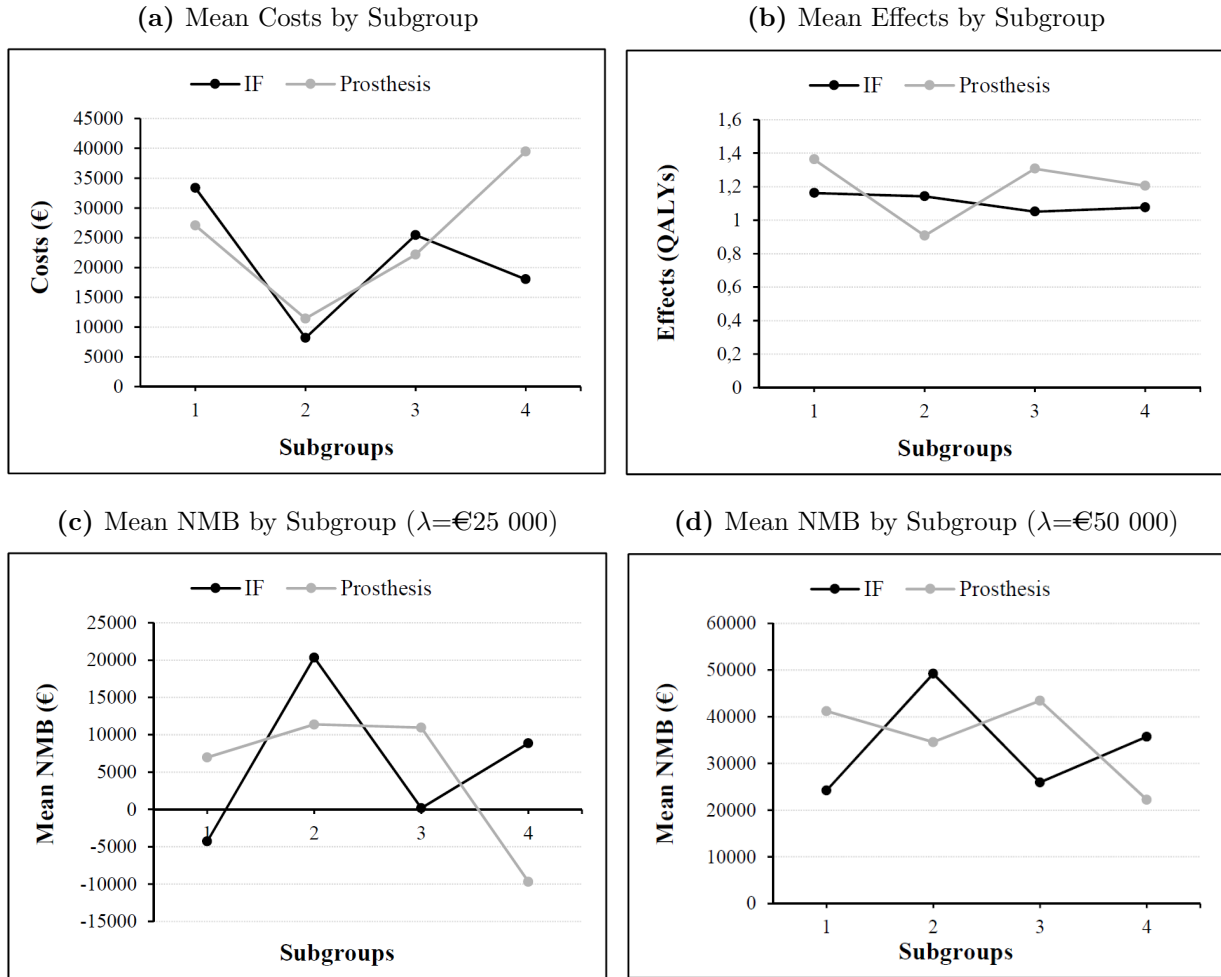 (a) Mean Costs by Subgroup
IF Prosthesis
Costs (€)
45000
40000
35000
30000
25000
20000
15000
10000
5000
0
1 2 3 4
Subgroups
(b) Mean Effects by Subgroup
IF Prosthesis
Effects (QALYs)
1,6
1,4
1,2
1
0,8
0,6
0,4
0,2
0
1 2 3 4
Subgroups
(c) Mean NMB by Subgroup (λ=€25 000)
IF Prosthesis
Mean NMB (€)
25000
20000
15000
10000
5000
0
-5000
-10000
-15000
1 2 3 4
Subgroups
(d) Mean NMB by Subgroup (λ=€50 000)
IF Prosthesis
Mean NMB (€)
60000
50000
40000
30000
20000
10000
0
1 2 3 4
Subgroups